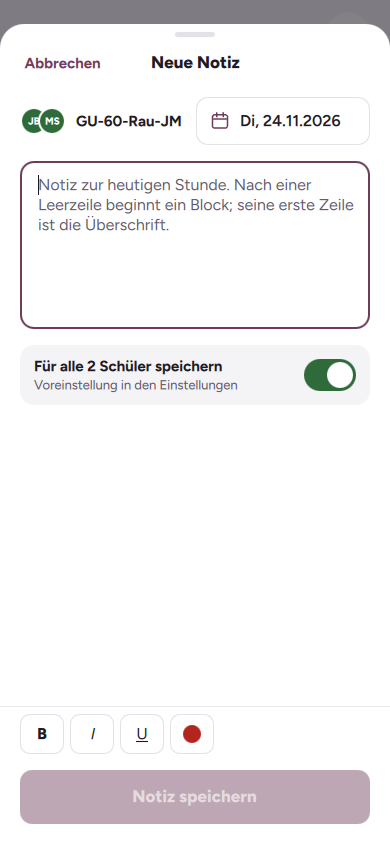 Abbrechen
Neue Notiz
JB MS GU-60-Rau-JM
Di, 24.11.2026
Notiz zur heutigen Stunde. Nach einer
Leerzeile beginnt ein Block; seine erste Zeile
ist die Überschrift.
Für alle 2 Schüler speichern
Voreinstellung in den Einstellungen
B
I
U
Notiz speichern